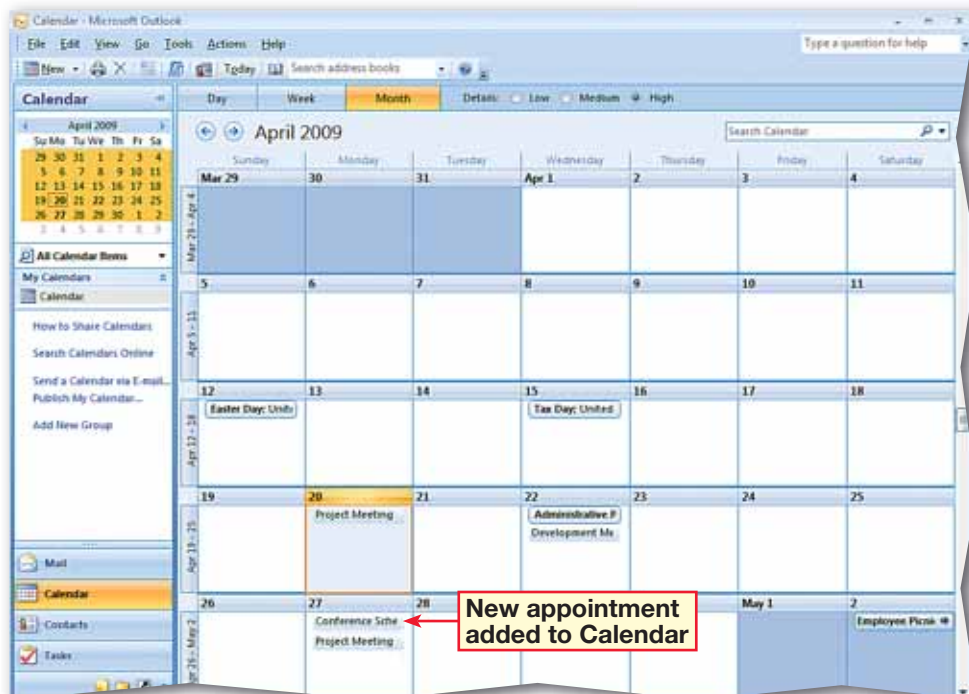 Calendar - Microsoft Outlook
File Edit View Go Tools Actions Help
Type a question for help
New Today Search address books
Calendar
Day Week Month Details: Low Medium High
April 2009
Su Mo Tu We Th Fr Sa
29 30 31 1 2 3 4
5 6 7 8 9 10 11
12 13 14 15 16 17 18
19 20 21 22 23 24 25
26 27 28 29 30 1 2
3 4 5 6 7 8 9
All Calendar Items
My Calendars
Calendar
How to Share Calendars
Search Calendars Online
Send a Calendar via E-mail...
Publish My Calendar...
Add New Group
Mail
Calendar
Contacts
Tasks
April 2009
Search Calendar
Sunday Monday Tuesday Wednesday Thursday Friday Saturday
Mar 29 - Apr 4
Mar 29 30 31 Apr 1 2 3 4
Apr 5 - 11
5 6 7 8 9 10 11
Apr 12 - 18
12 13 14 15 16 17 18
Easter Day; Unit
Tax Day; United
Apr 19 - 25
19 20 21 22 23 24 25
Project Meeting
Administrative P
Development Me
Apr 26 - May 2
26 27 28 May 1 2
Conference Sche
Project Meeting
Employee Picnic
New appointment
added to Calendar